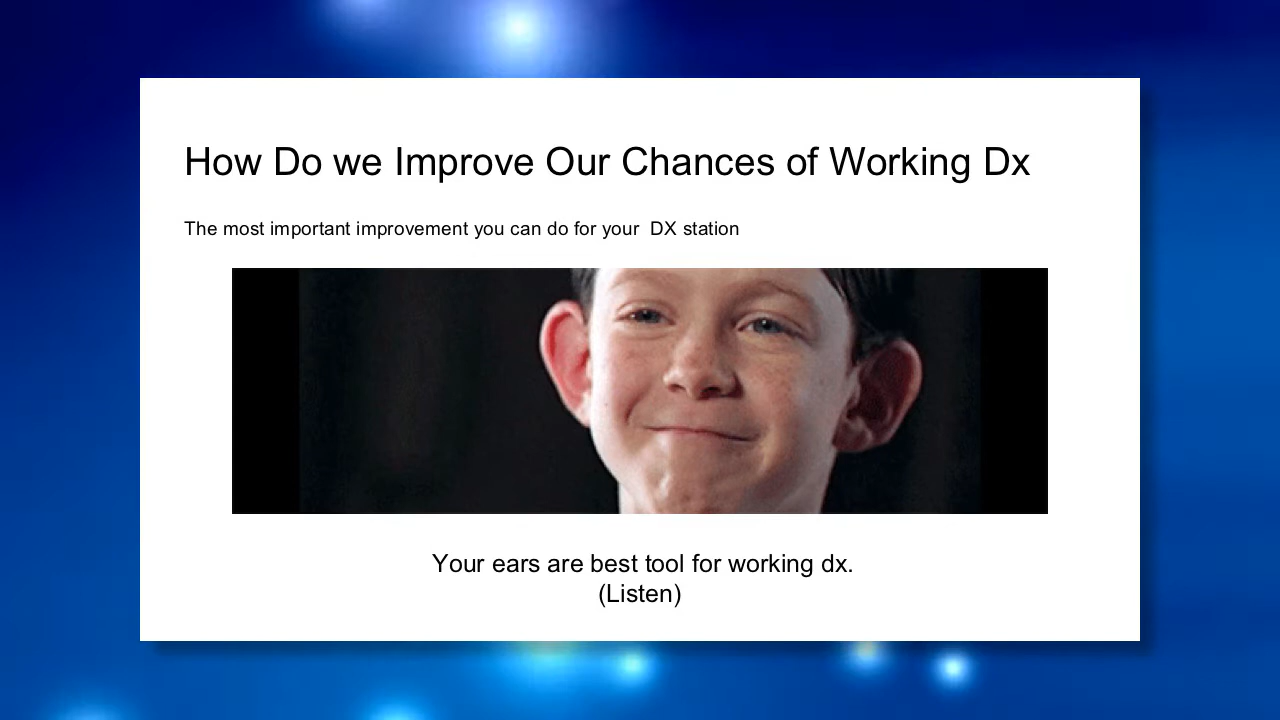 How Do we Improve Our Chances of Working Dx
The most important improvement you can do for your  DX station
Your ears are best tool for working dx.
(Listen)